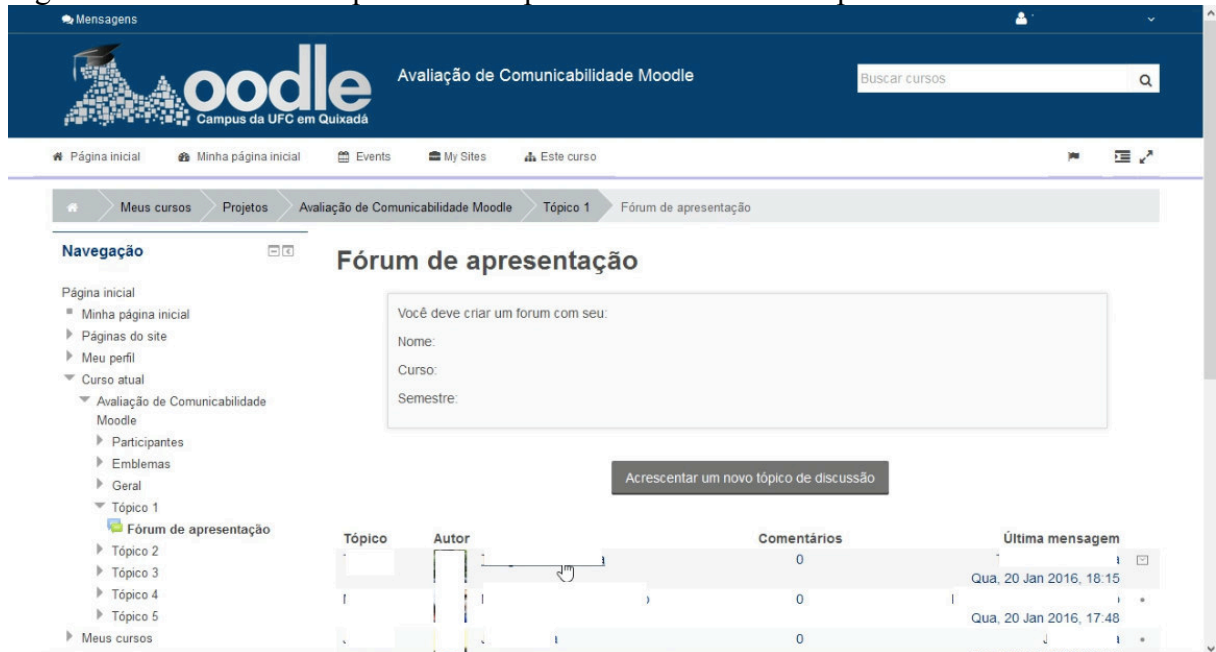 Mensagens
oodle
Campus da UFC em Quixadá
Avaliação de Comunicabilidade Moodle
Buscar cursos
Página inicial
Minha página inicial
Events
My Sites
Este curso
Meus cursos
Projetos
Avaliação de Comunicabilidade Moodle
Tópico 1
Fórum de apresentação
Navegação
Página inicial
Minha página inicial
Páginas do site
Meu perfil
Curso atual
Avaliação de Comunicabilidade
Moodle
Participantes
Emblemas
Geral
Tópico 1
Fórum de apresentação
Tópico 2
Tópico 3
Tópico 4
Tópico 5
Meus cursos
Fórum de apresentação
Você deve criar um forum com seu:
Nome:
Curso:
Semestre:
Acrescentar um novo tópico de discussão
Tópico Autor Comentários Última mensagem
0
Qua, 20 Jan 2016, 18:15
0
Qua, 20 Jan 2016, 17:48
0